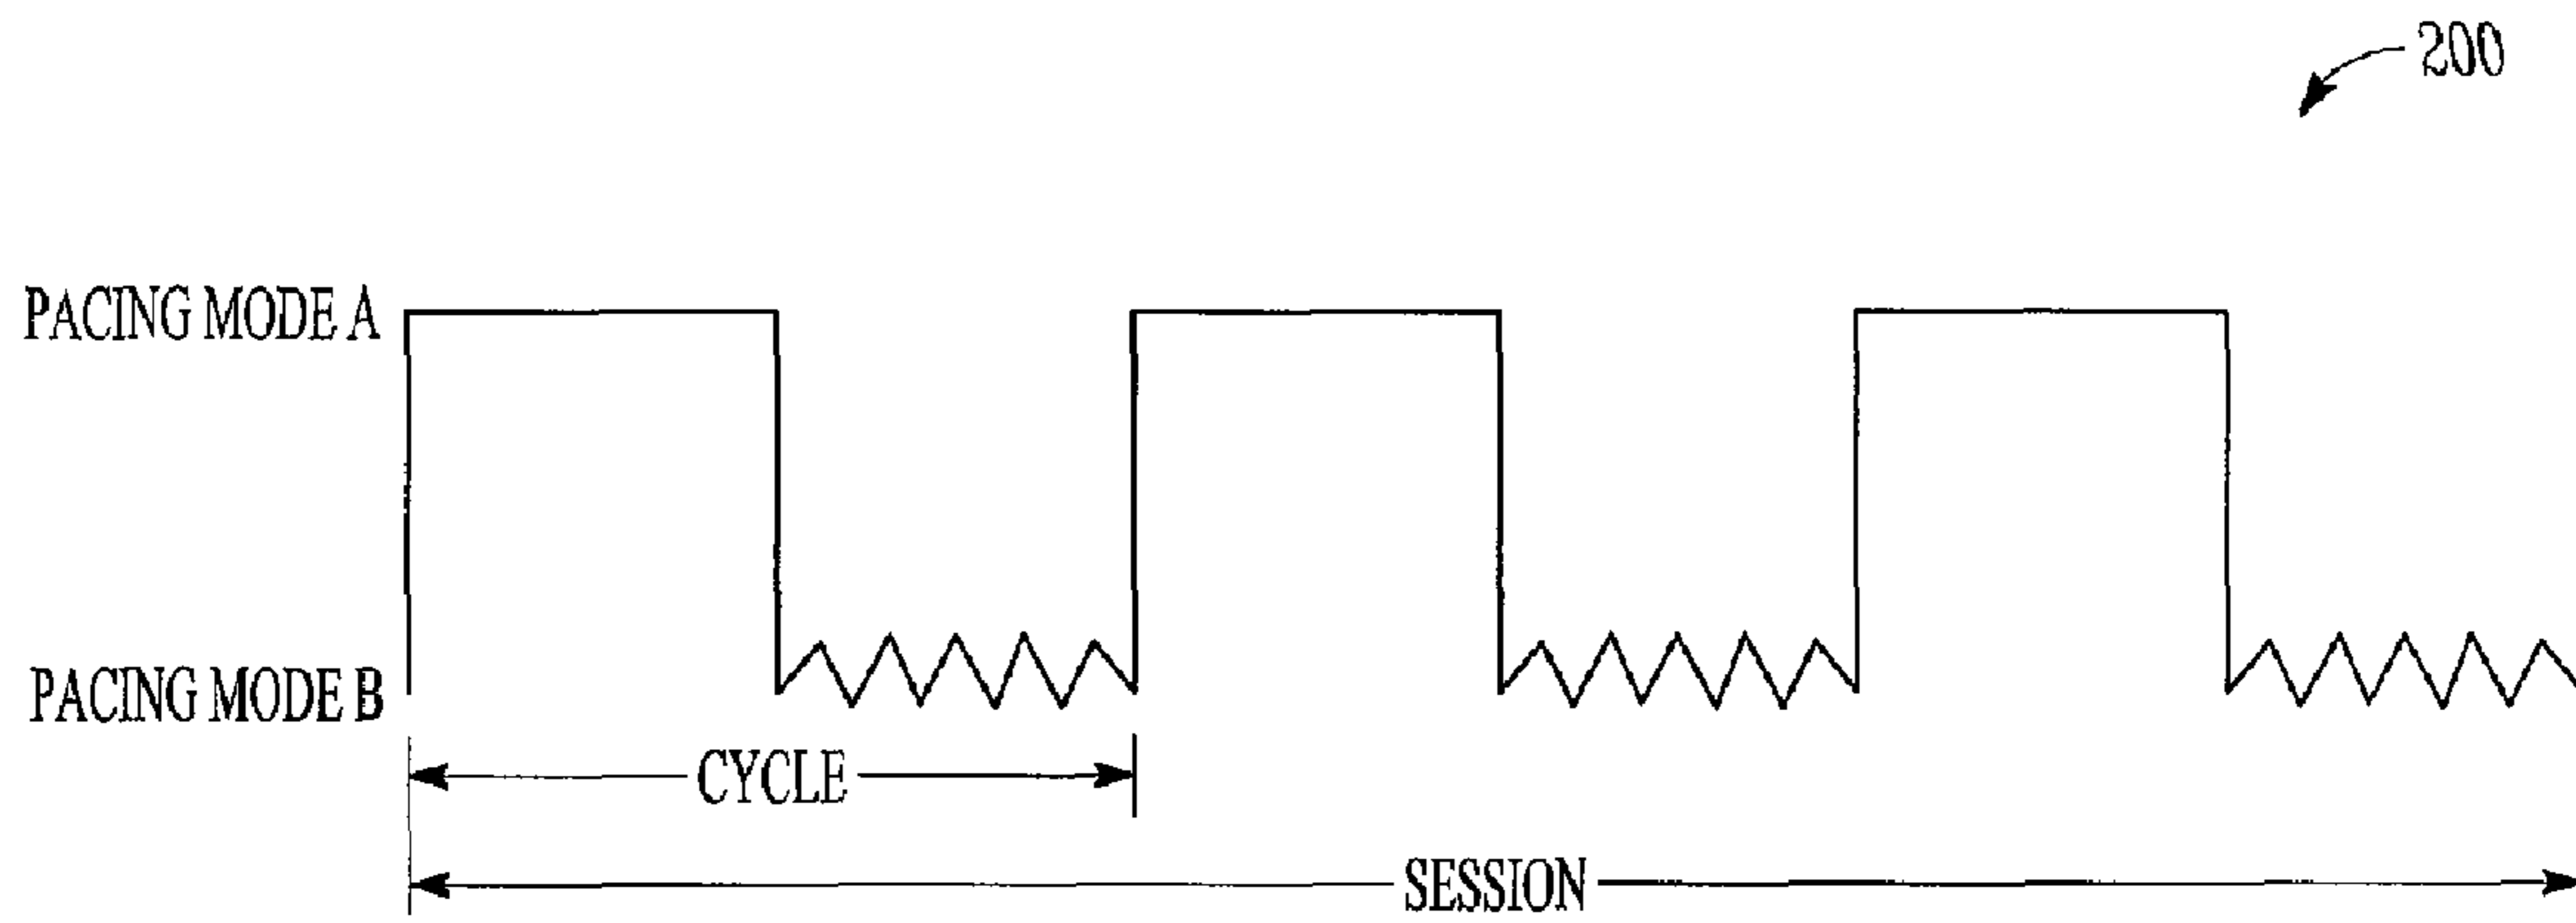 200
PACING MODE A
PACING MODE B
CYCLE
SESSION